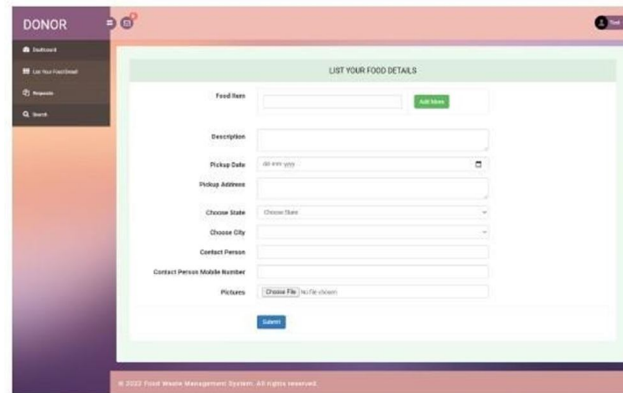 DONOR
Test
Dashboard
List Your Food Detail
Requests
Search
LIST YOUR FOOD DETAILS
Food Item
Add More
Description
Pickup Date
dd-mm-yyyy
Pickup Address
Choose State
Choose State
Choose City
Contact Person
Contact Person Mobile Number
Pictures
Choose File No file chosen
Submit
© 2022 Food Waste Management System. All rights reserved